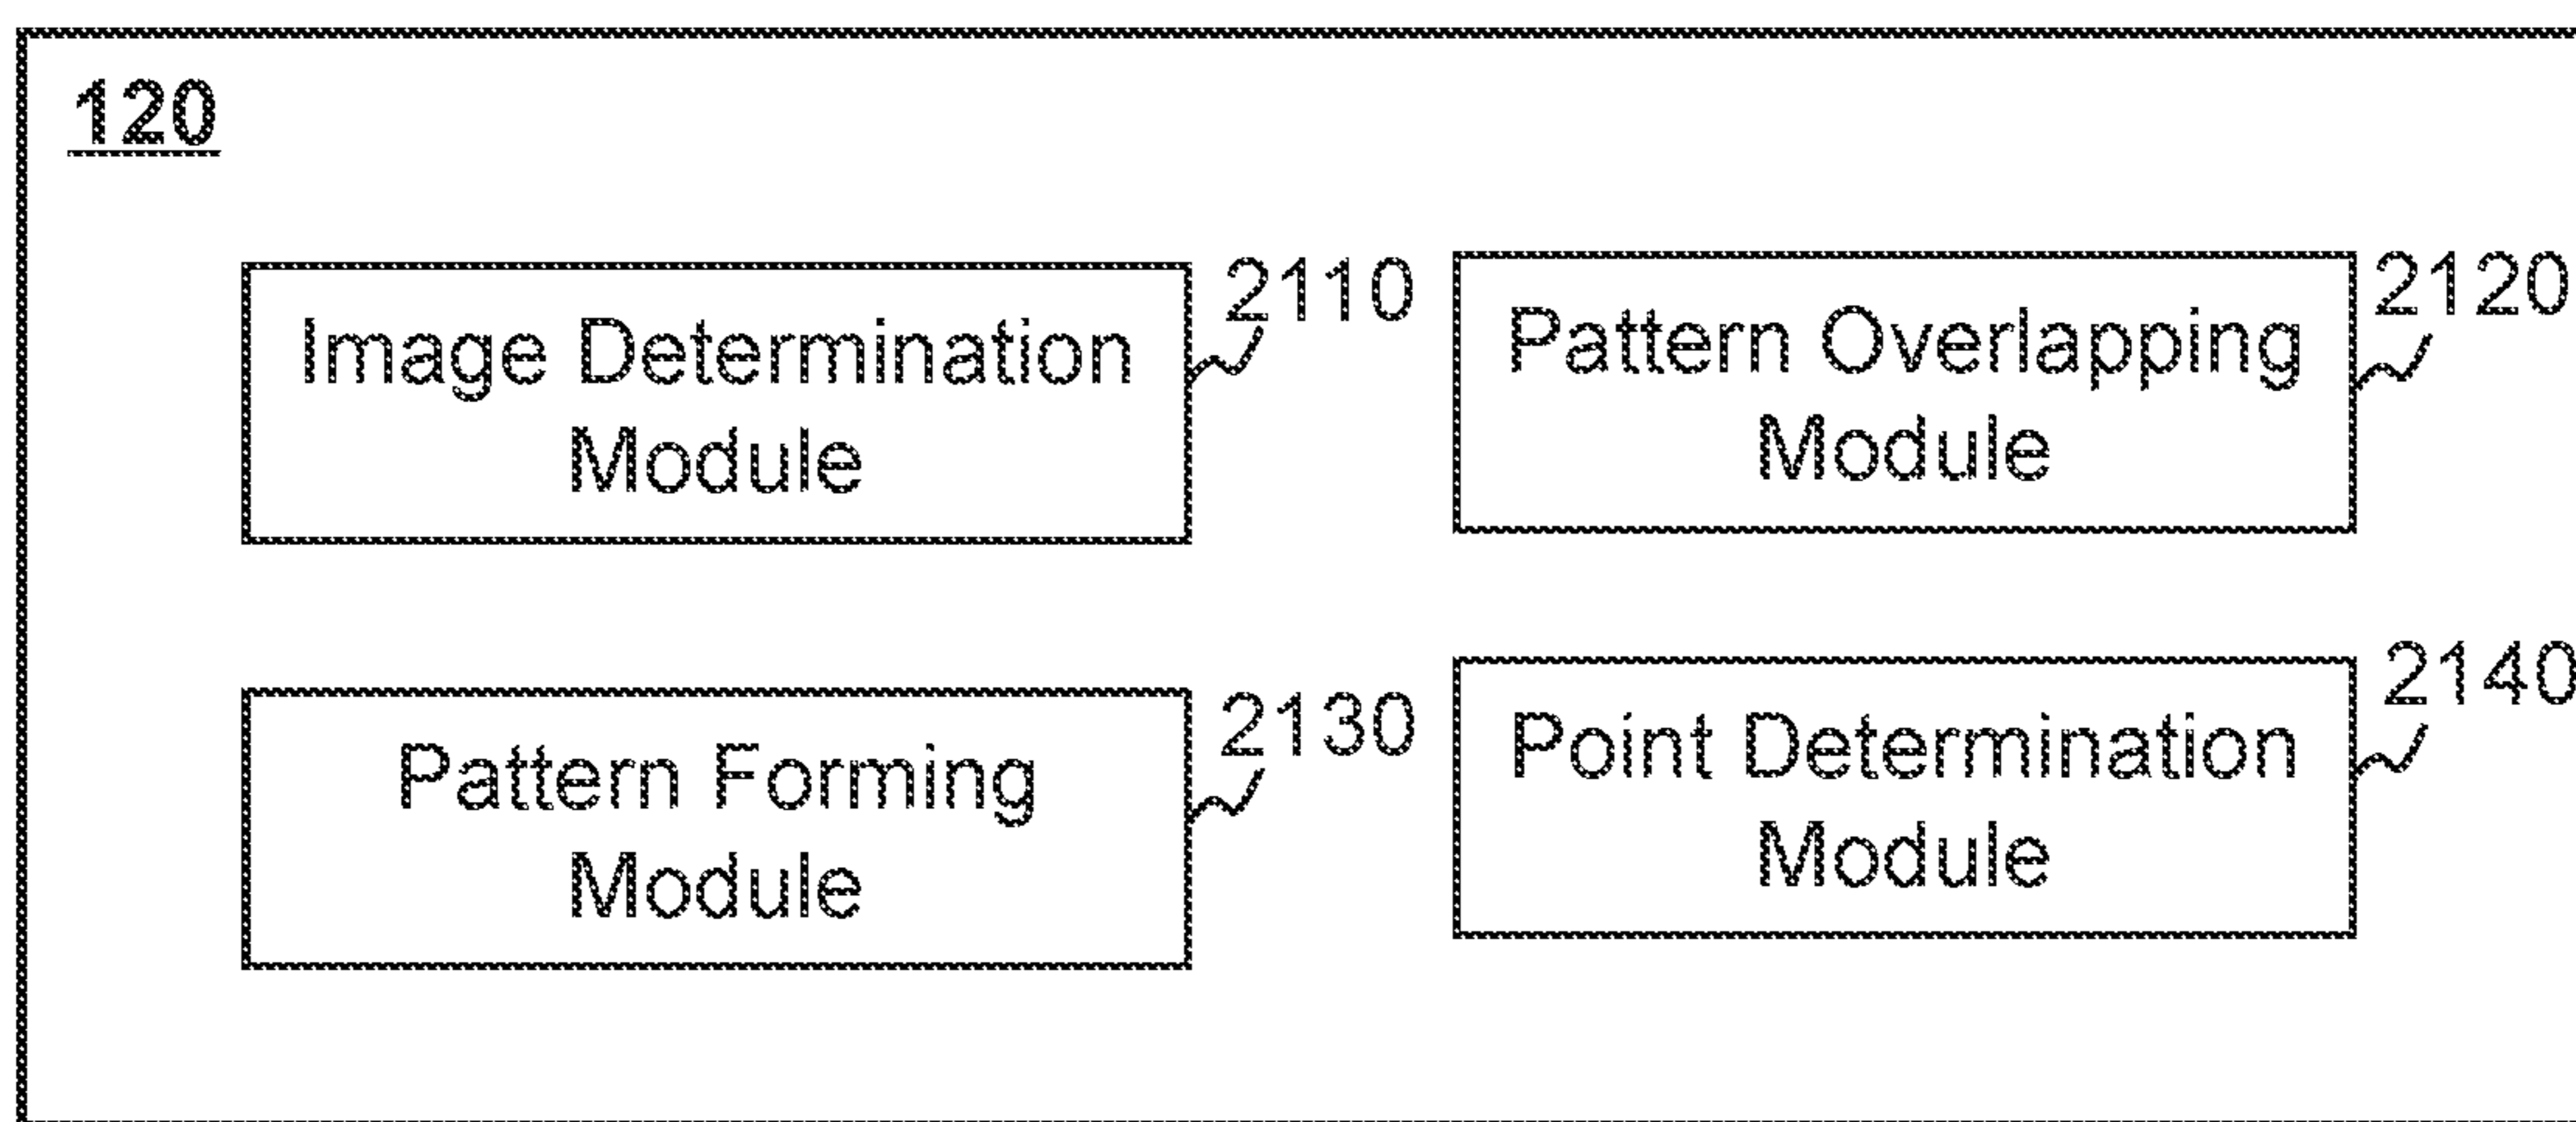 120
Image Determination
Module
2110
Pattern Overlapping
Module
2120
Pattern Forming
Module
2130
Point Determination
Module
2140